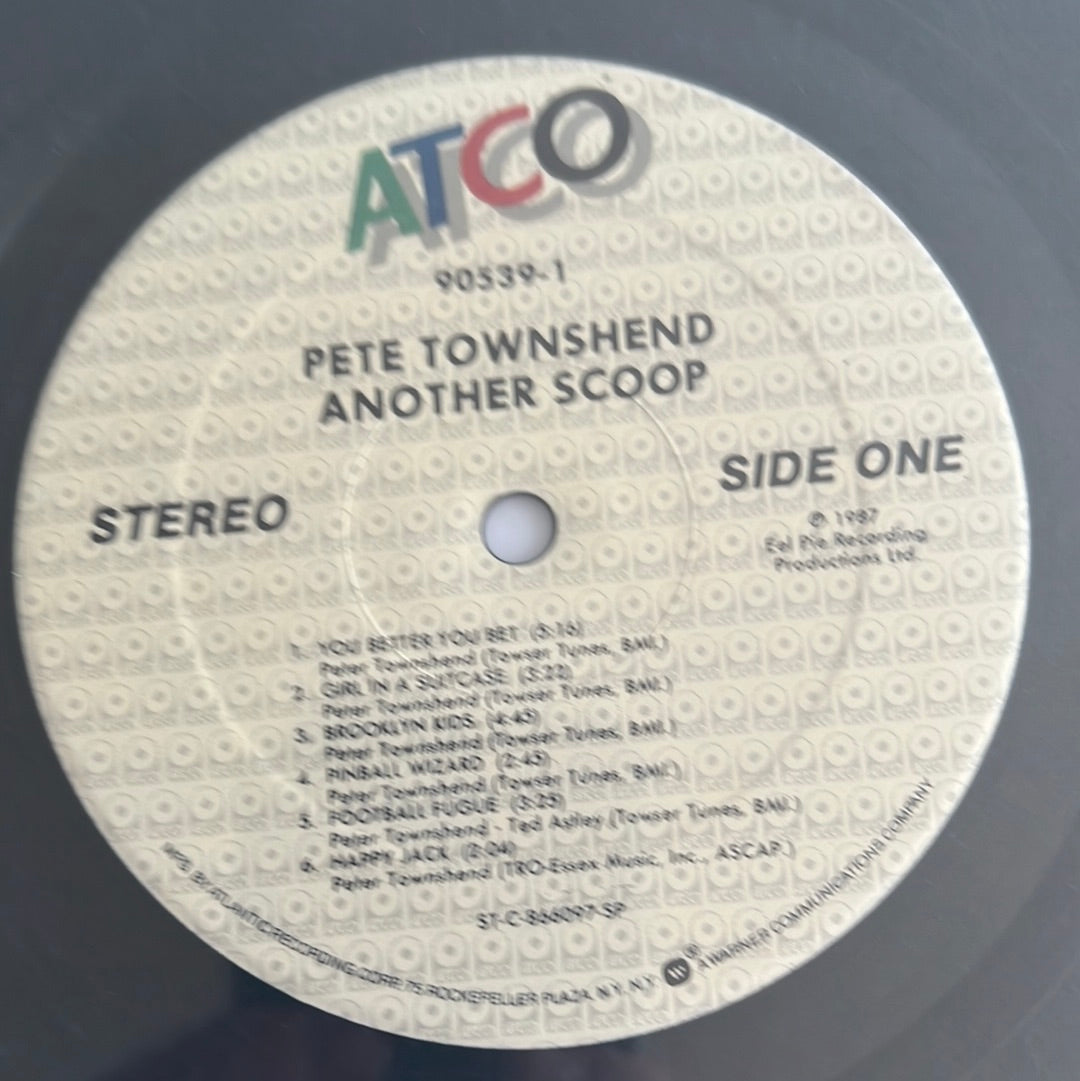 ATCO
90539-1
PETE TOWNSHEND
ANOTHER SCOOP
STEREO
SIDE ONE
℗ 1987
Eel Pie Recording
Productions Ltd.
1. YOU BETTER YOU BET (5:16)
Peter Townshend (Towser Tunes, BMI.)
2. GIRL IN A SUITCASE (3:22)
Peter Townshend (Towser Tunes, BMI.)
3. BROOKLYN KIDS (4:45)
Peter Townshend (Towser Tunes, BMI.)
4. PINBALL WIZARD (2:45)
Peter Townshend (Towser Tunes, BMI.)
5. FOOTBALL FUGUE (3:25)
Peter Townshend - Ted Astley (Towser Tunes, BMI.)
6. HAPPY JACK (2:04)
Peter Townshend (TRO-Essex Music, Inc., ASCAP.)
ST-C-866097-SP
MFG. BY ATLANTIC RECORDING CORP. 75 ROCKEFELLER PLAZA, N.Y. N.Y. ® A WARNER COMMUNICATIONS COMPANY